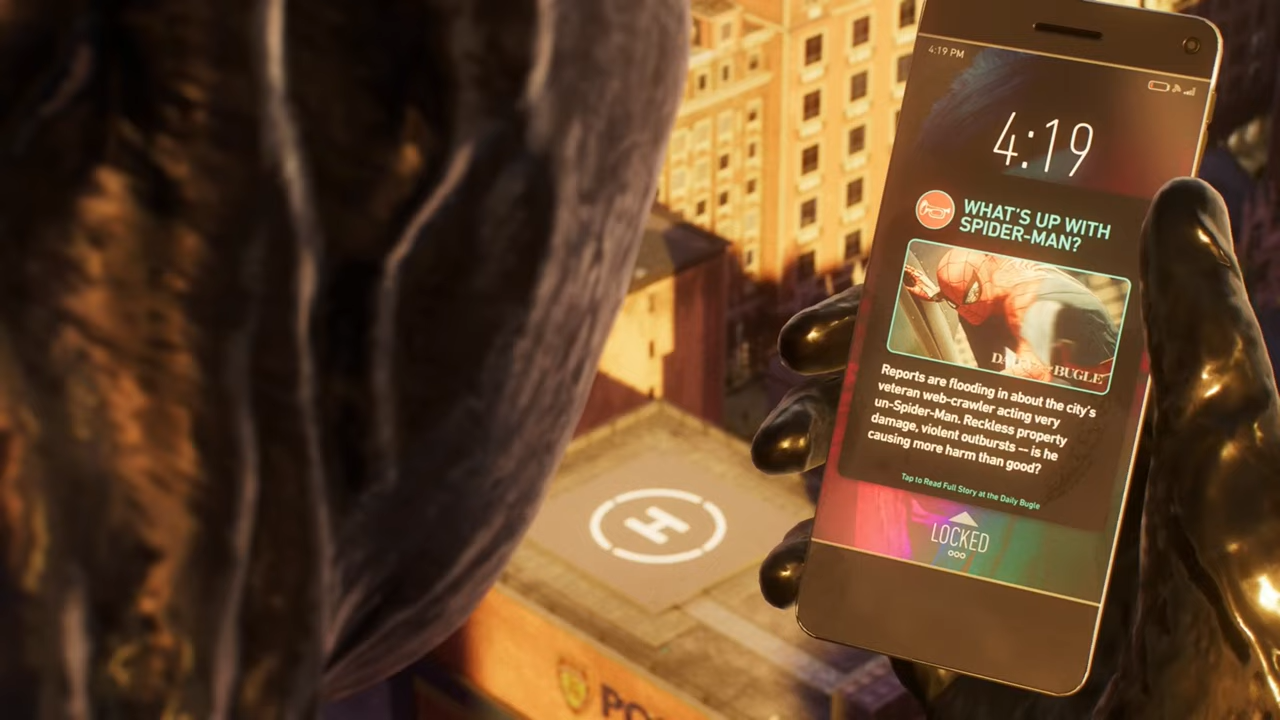 4:19 PM
4:19
WHAT'S UP WITH
SPIDER-MAN?
DAILY BUGLE
Reports are flooding in about the city's
veteran web-crawler acting very
un-Spider-Man. Reckless property
damage, violent outbursts -- is he
causing more harm than good?
Tap to Read Full Story at the Daily Bugle
LOCKED
H